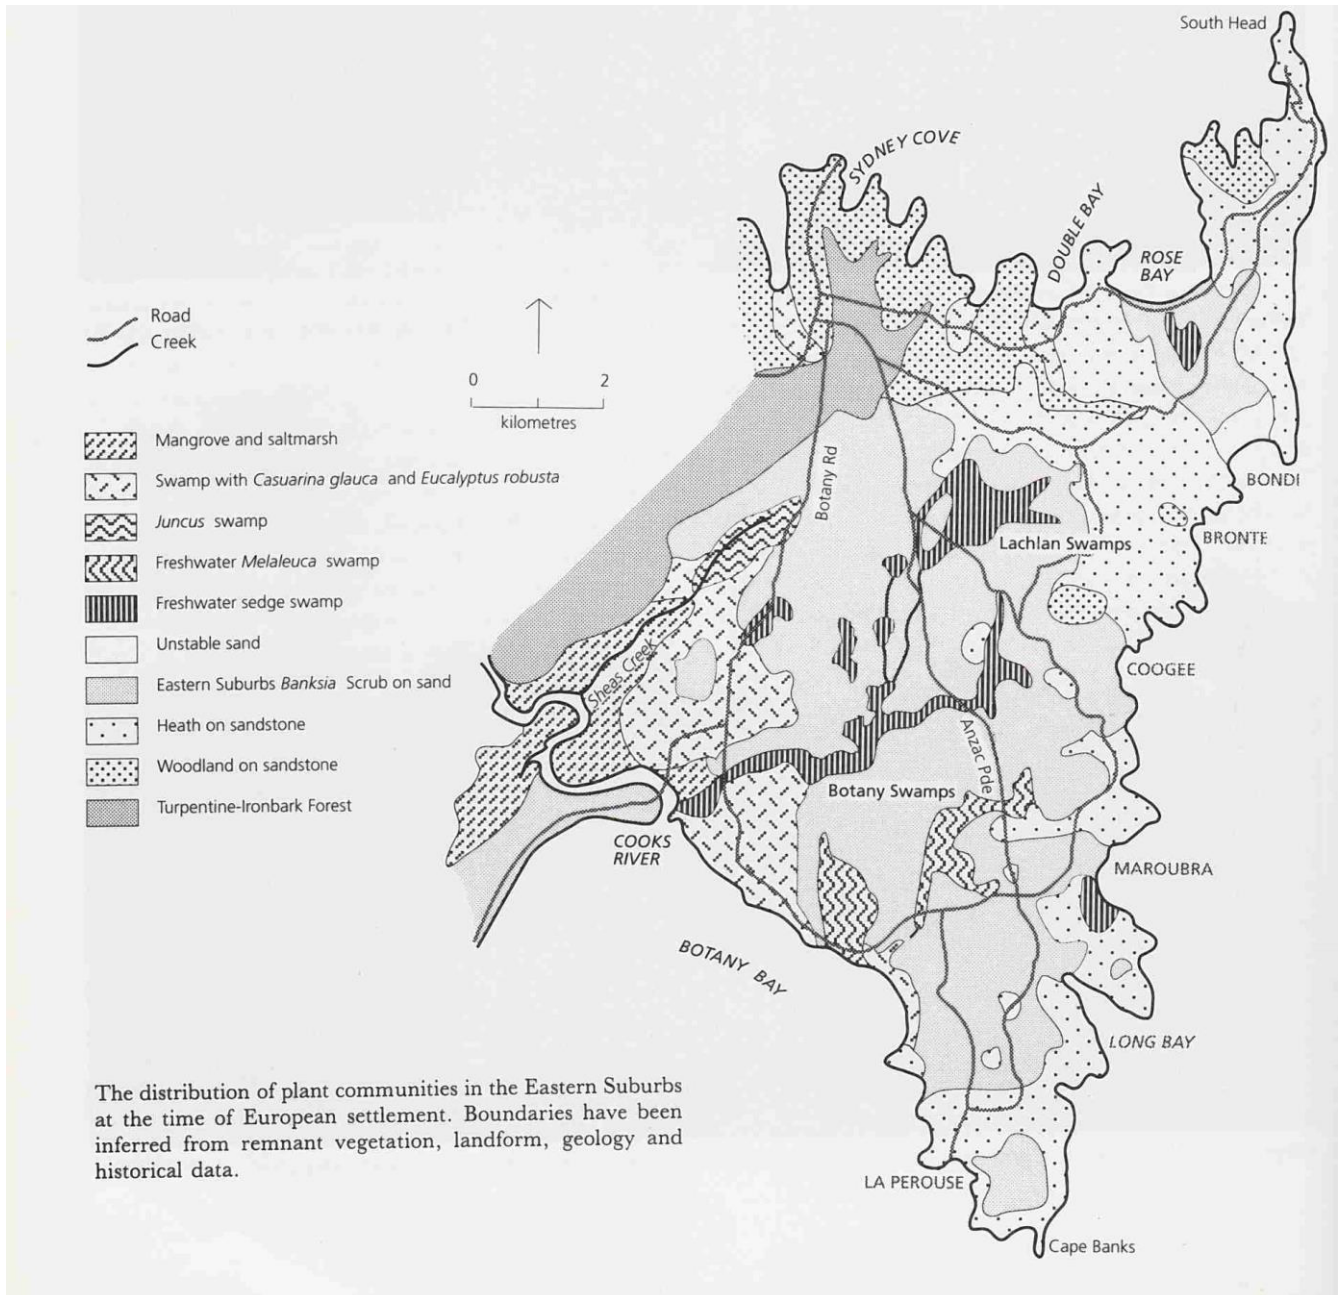 South Head
SYDNEY COVE
DOUBLE BAY
ROSE
BAY
Road
Creek
0 2
kilometres
Mangrove and saltmarsh
Swamp with Casuarina glauca and Eucalyptus robusta
Juncus swamp
Freshwater Melaleuca swamp
Freshwater sedge swamp
Unstable sand
Eastern Suburbs Banksia Scrub on sand
Heath on sandstone
Woodland on sandstone
Turpentine-Ironbark Forest
Botany Rd
BONDI
Lachlan Swamps
BRONTE
Sheas Creek
COOGEE
Anzac Pde
Botany Swamps
COOKS
RIVER
MAROUBRA
BOTANY BAY
LONG BAY
The distribution of plant communities in the Eastern Suburbs
at the time of European settlement. Boundaries have been
inferred from remnant vegetation, landform, geology and
historical data.
LA PEROUSE
Cape Banks